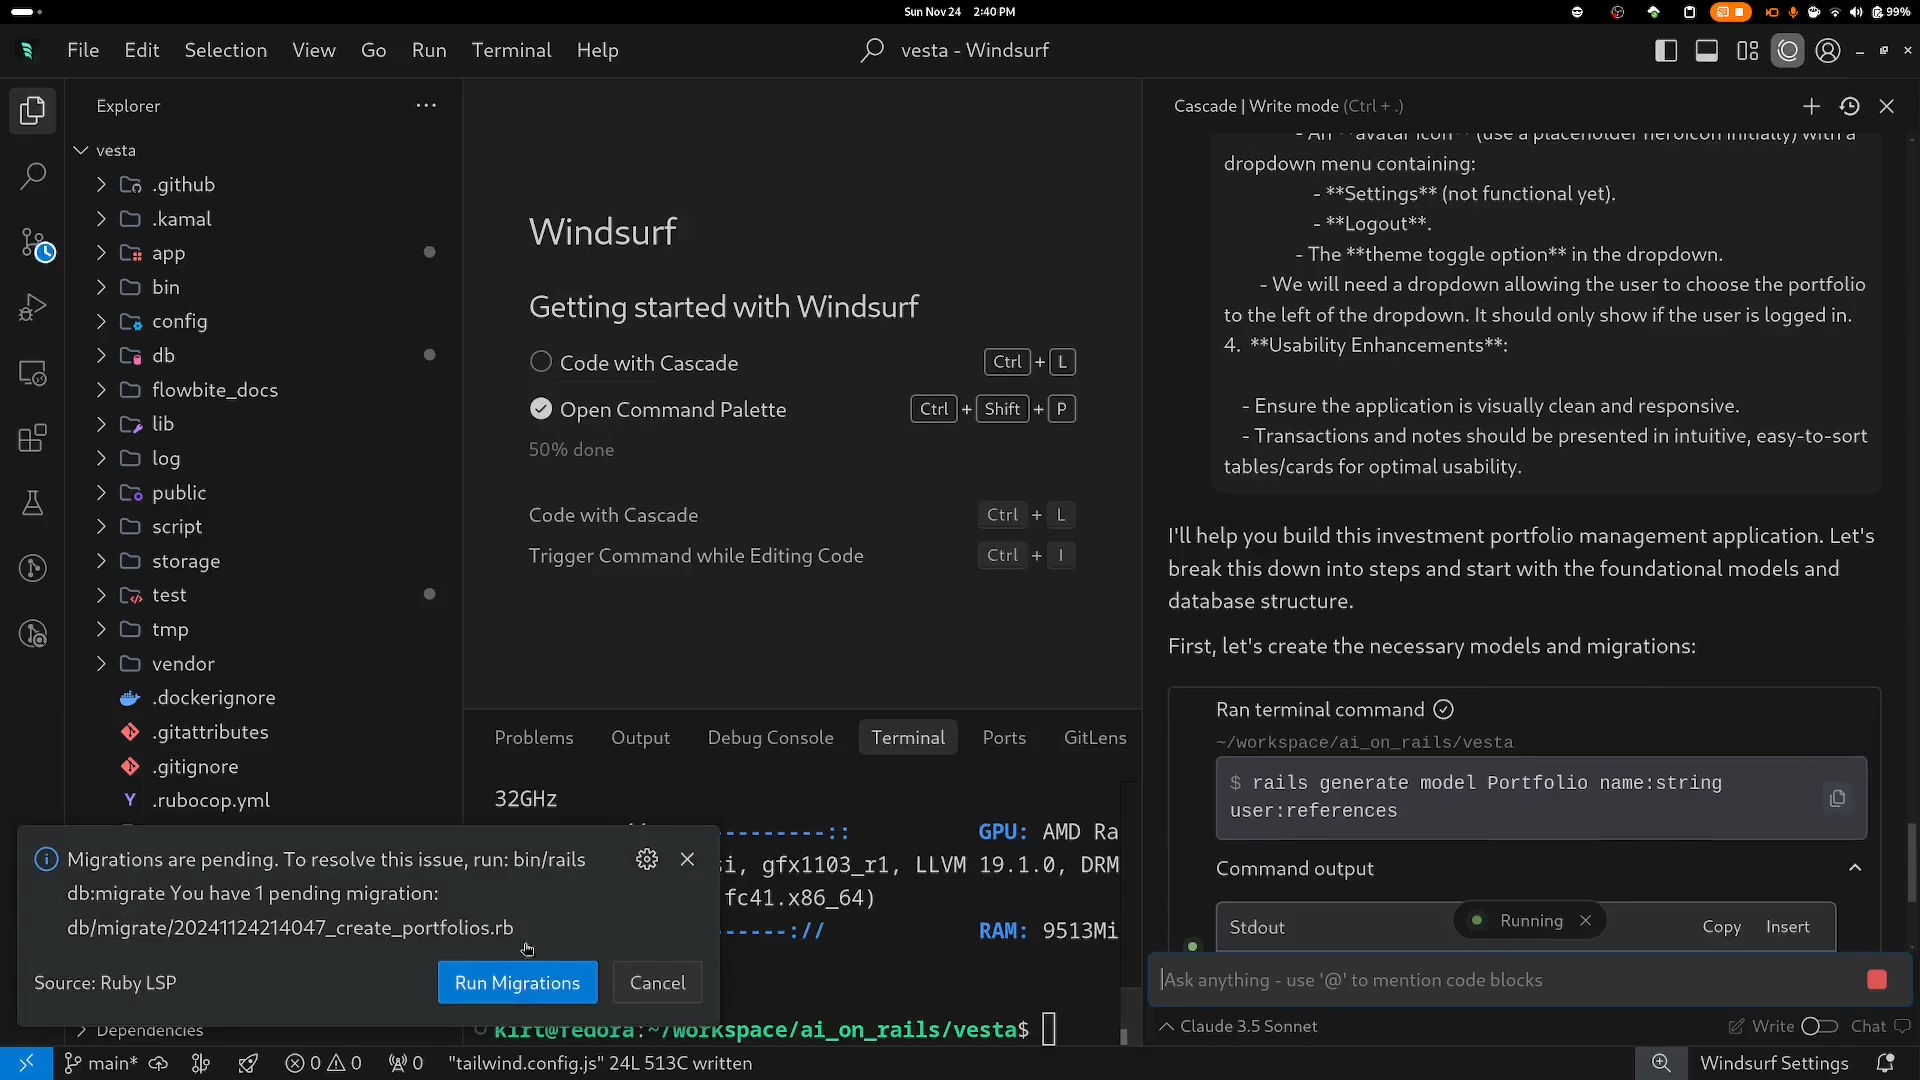 Sun Nov 24 2:40 PM
99%
File Edit Selection View Go Run Terminal Help
vesta - Windsurf
Explorer
vesta
.github
.kamal
app
bin
config
db
flowbite_docs
lib
log
public
script
storage
test
tmp
vendor
.dockerignore
.gitattributes
.gitignore
.rubocop.yml
Dependencies
Windsurf
Getting started with Windsurf
Code with Cascade Ctrl + L
Open Command Palette Ctrl + Shift + P
50% done
Code with Cascade Ctrl + L
Trigger Command while Editing Code Ctrl + I
Problems Output Debug Console Terminal Ports GitLens
32GHz
-----------:: GPU: AMD Ra
si, gfx1103_r1, LLVM 19.1.0, DRM
fc41.x86_64)
------:// RAM: 9513Mi
kirt@fedora:~/workspace/ai_on_rails/vesta$
Migrations are pending. To resolve this issue, run: bin/rails
db:migrate You have 1 pending migration:
db/migrate/20241124214047_create_portfolios.rb
Source: Ruby LSP Run Migrations Cancel
Cascade | Write mode (Ctrl + .)
- An **avatar icon** (use a placeholder heroicon initially) with a
dropdown menu containing:
- **Settings** (not functional yet).
- **Logout**.
- The **theme toggle option** in the dropdown.
- We will need a dropdown allowing the user to choose the portfolio
to the left of the dropdown. It should only show if the user is logged in.
4. **Usability Enhancements**:
- Ensure the application is visually clean and responsive.
- Transactions and notes should be presented in intuitive, easy-to-sort
tables/cards for optimal usability.
I'll help you build this investment portfolio management application. Let's
break this down into steps and start with the foundational models and
database structure.
First, let's create the necessary models and migrations:
Ran terminal command
~/workspace/ai_on_rails/vesta
$ rails generate model Portfolio name:string
user:references
Command output
Stdout Running Copy Insert
Ask anything - use '@' to mention code blocks
Claude 3.5 Sonnet Write Chat
main* 0 0 0 "tailwind.config.js" 24L 513C written Windsurf Settings